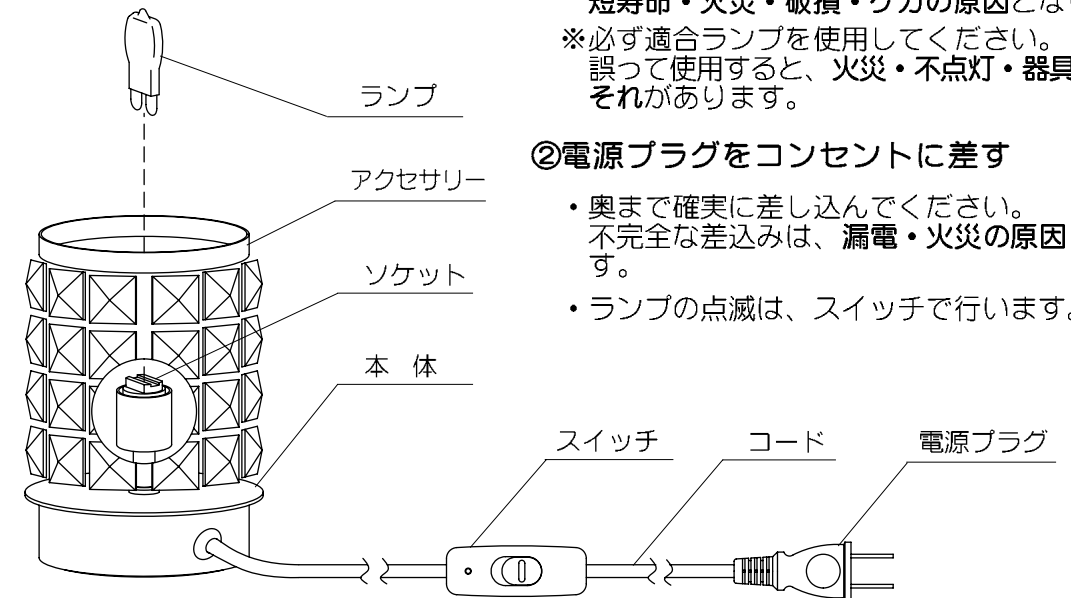 短寿命・火災・破損・ケガの原因とな
※必ず適合ランプを使用してください。
誤って使用すると、火災・不点灯・器具
それがあります。
②電源プラグをコンセントに差す
・奥まで確実に差し込んでください。
不完全な差込みは、漏電・火災の原因
す。
・ランプの点滅は、スイッチで行います。
ランプ
アクセサリー
ソケット
本 体
スイッチ
コード
電源プラグ